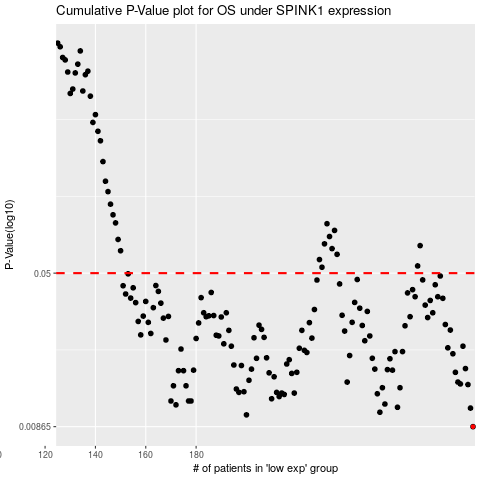 Cumulative P-Value plot for OS under SPINK1 expression
P-Value(log10)
0.05
0.00865
0 120 140 160 180
# of patients in 'low exp' group